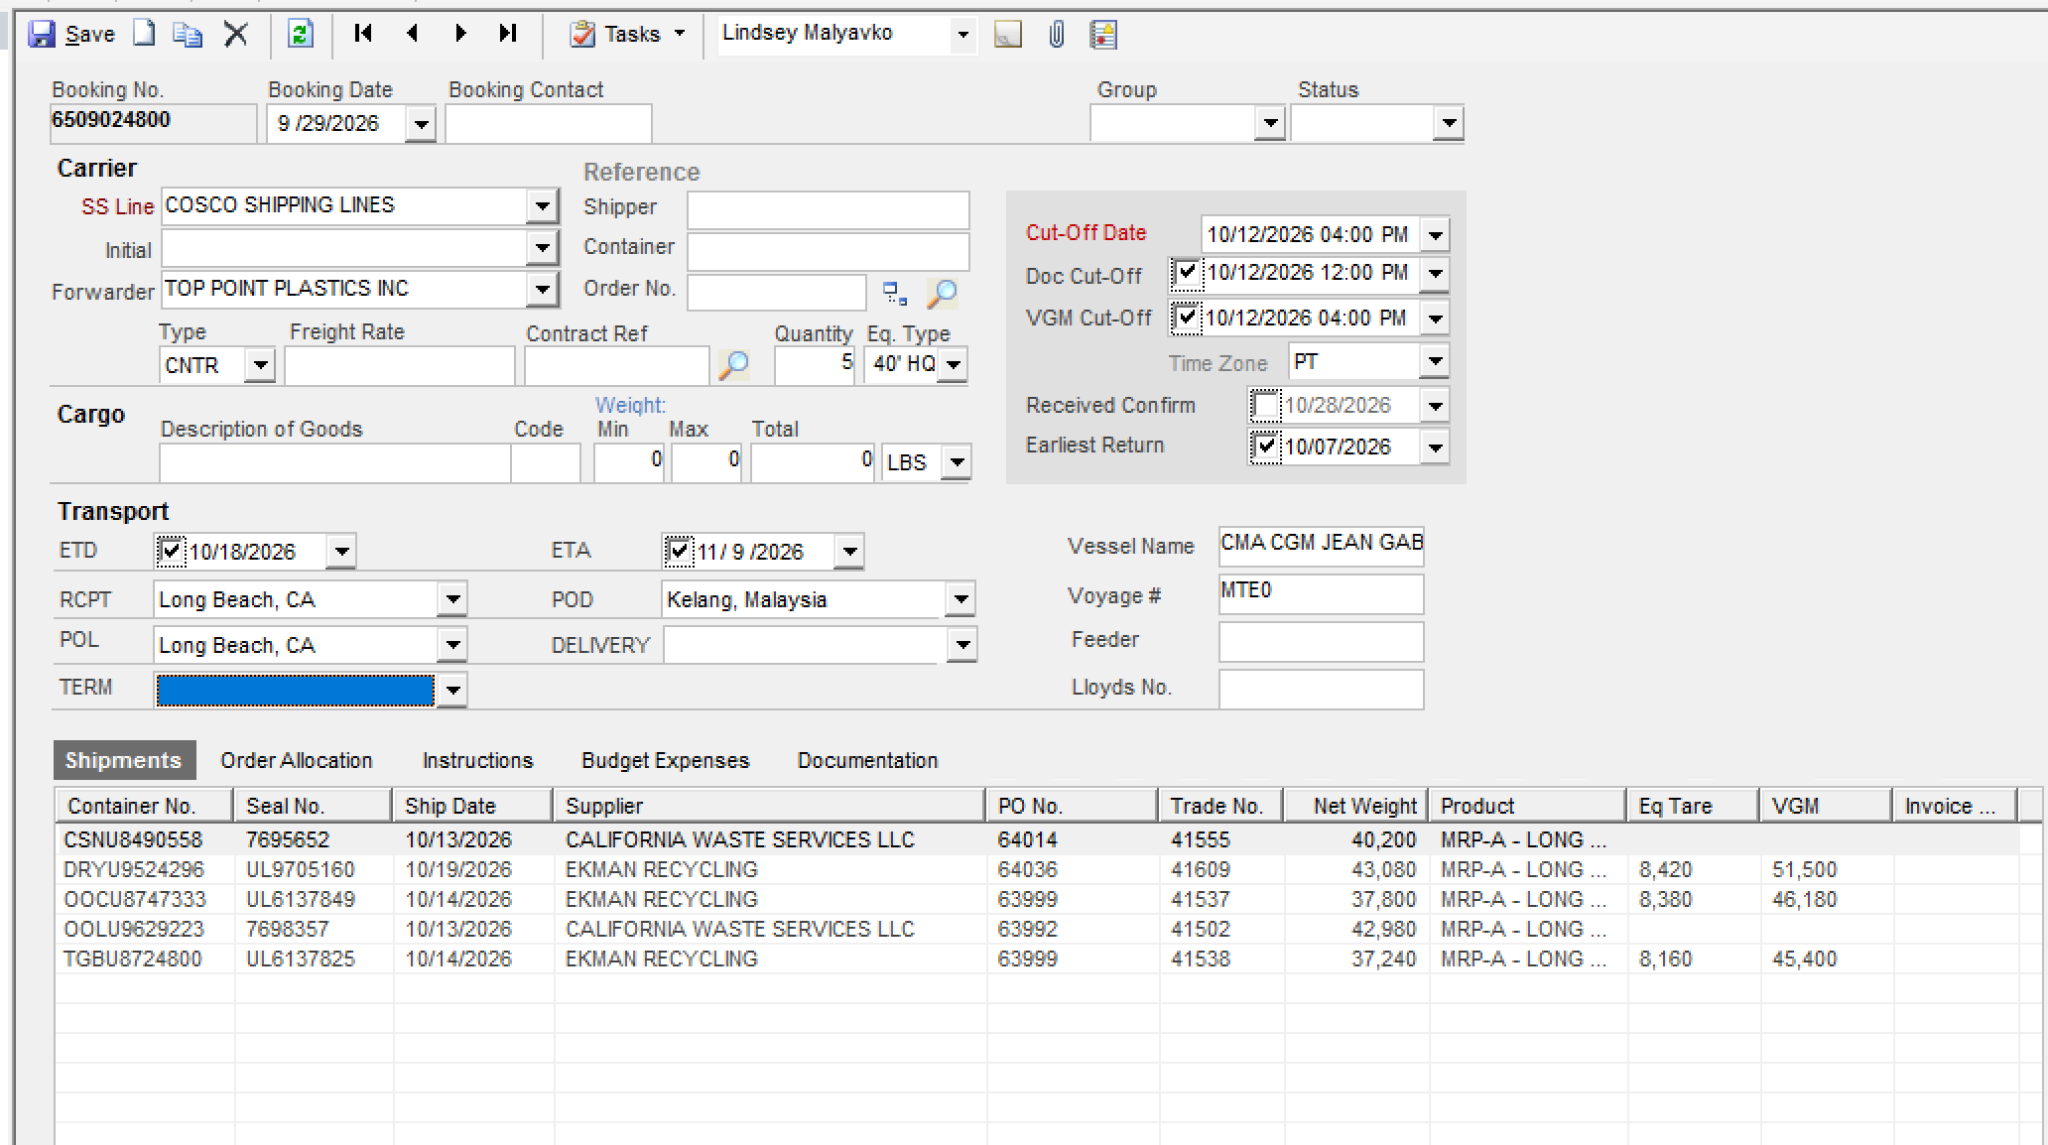 Save Tasks Lindsey Malyavko
Booking No. Booking Date Booking Contact Group Status
6509024800 9 /29/2026
Carrier Reference
SS Line COSCO SHIPPING LINES Shipper
Cut-Off Date 10/12/2026 04:00 PM
Initial Container
Doc Cut-Off 10/12/2026 12:00 PM
Forwarder TOP POINT PLASTICS INC Order No.
VGM Cut-Off 10/12/2026 04:00 PM
Type Freight Rate Contract Ref Quantity Eq. Type
CNTR 5 40' HQ
Time Zone PT
Received Confirm 10/28/2026
Earliest Return 10/07/2026
Cargo Weight:
Description of Goods Code Min Max Total
0 0 0 LBS
Transport
ETD 10/18/2026 ETA 11/ 9 /2026 Vessel Name CMA CGM JEAN GAB
RCPT Long Beach, CA POD Kelang, Malaysia Voyage # MTE0
POL Long Beach, CA DELIVERY Feeder
TERM Lloyds No.
Shipments Order Allocation Instructions Budget Expenses Documentation
Container No. Seal No. Ship Date Supplier PO No. Trade No. Net Weight Product Eq Tare VGM Invoice ...
CSNU8490558 7695652 10/13/2026 CALIFORNIA WASTE SERVICES LLC 64014 41555 40,200 MRP-A - LONG ...
DRYU9524296 UL9705160 10/19/2026 EKMAN RECYCLING 64036 41609 43,080 MRP-A - LONG ... 8,420 51,500
OOCU8747333 UL6137849 10/14/2026 EKMAN RECYCLING 63999 41537 37,800 MRP-A - LONG ... 8,380 46,180
OOLU9629223 7698357 10/13/2026 CALIFORNIA WASTE SERVICES LLC 63992 41502 42,980 MRP-A - LONG ...
TGBU8724800 UL6137825 10/14/2026 EKMAN RECYCLING 63999 41538 37,240 MRP-A - LONG ... 8,160 45,400